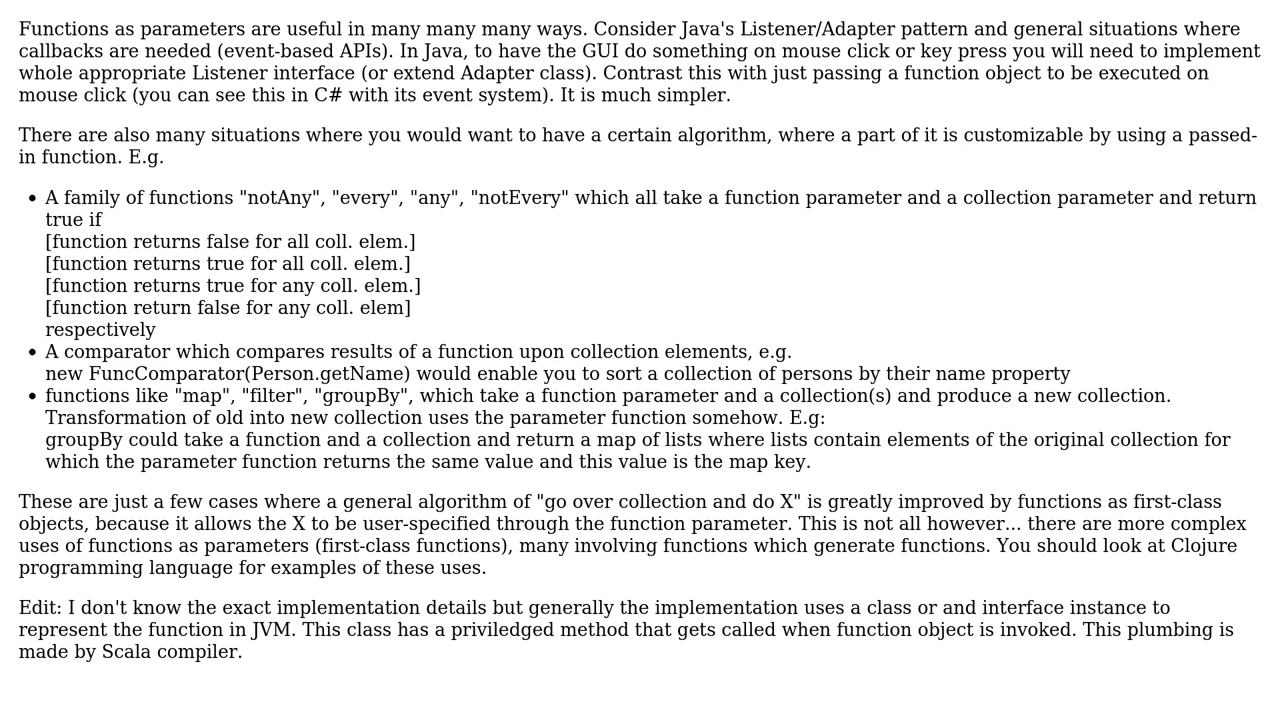 Functions as parameters are useful in many many many ways. Consider Java's Listener/Adapter pattern and general situations where
callbacks are needed (event-based APIs). In Java, to have the GUI do something on mouse click or key press you will need to implement
whole appropriate Listener interface (or extend Adapter class). Contrast this with just passing a function object to be executed on
mouse click (you can see this in C# with its event system). It is much simpler.
There are also many situations where you would want to have a certain algorithm, where a part of it is customizable by using a passed-
in function. E.g.
• A family of functions "notAny", "every", "any", "notEvery" which all take a function parameter and a collection parameter and return
true if
[function returns false for all coll. elem.]
[function returns true for all coll. elem.]
[function returns true for any coll. elem.]
[function return false for any coll. elem]
respectively
• A comparator which compares results of a function upon collection elements, e.g.
new FuncComparator(Person.getName) would enable you to sort a collection of persons by their name property
• functions like "map", "filter", "groupBy", which take a function parameter and a collection(s) and produce a new collection.
Transformation of old into new collection uses the parameter function somehow. E.g:
groupBy could take a function and a collection and return a map of lists where lists contain elements of the original collection for
which the parameter function returns the same value and this value is the map key.
These are just a few cases where a general algorithm of "go over collection and do X" is greatly improved by functions as first-class
objects, because it allows the X to be user-specified through the function parameter. This is not all however... there are more complex
uses of functions as parameters (first-class functions), many involving functions which generate functions. You should look at Clojure
programming language for examples of these uses.
Edit: I don't know the exact implementation details but generally the implementation uses a class or and interface instance to
represent the function in JVM. This class has a priviledged method that gets called when function object is invoked. This plumbing is
made by Scala compiler.